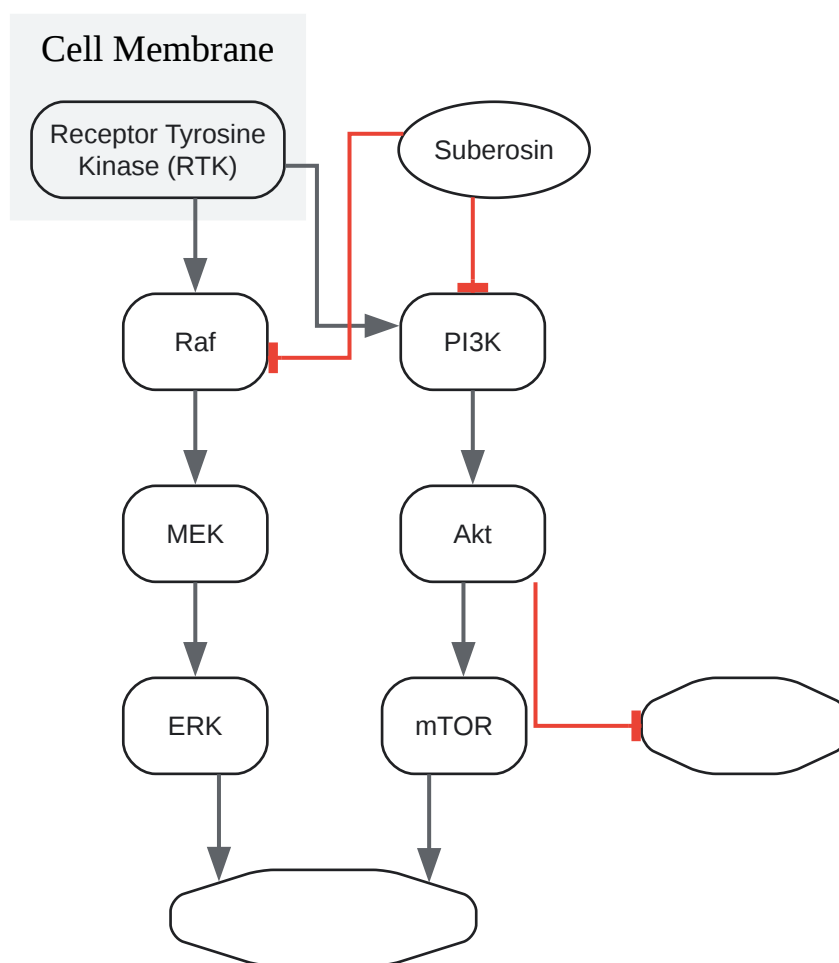 Cell Membrane
Receptor Tyrosine
Kinase (RTK)
Suberosin
Raf
PI3K
MEK
Akt
ERK
mTOR